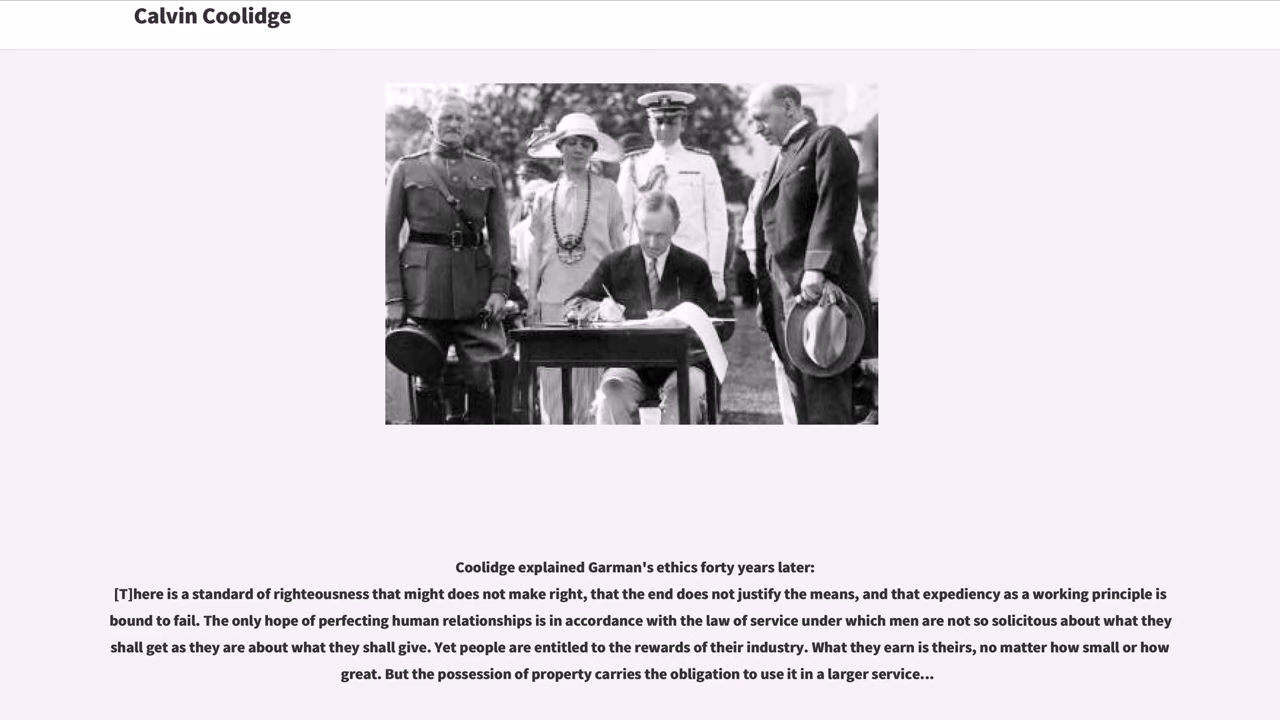 Calvin Coolidge
Coolidge explained Garman's ethics forty years later:
[T]here is a standard of righteousness that might does not make right, that the end does not justify the means, and that expediency as a working principle is
bound to fail. The only hope of perfecting human relationships is in accordance with the law of service under which men are not so solicitous about what they
shall get as they are about what they shall give. Yet people are entitled to the rewards of their industry. What they earn is theirs, no matter how small or how
great. But the possession of property carries the obligation to use it in a larger service...